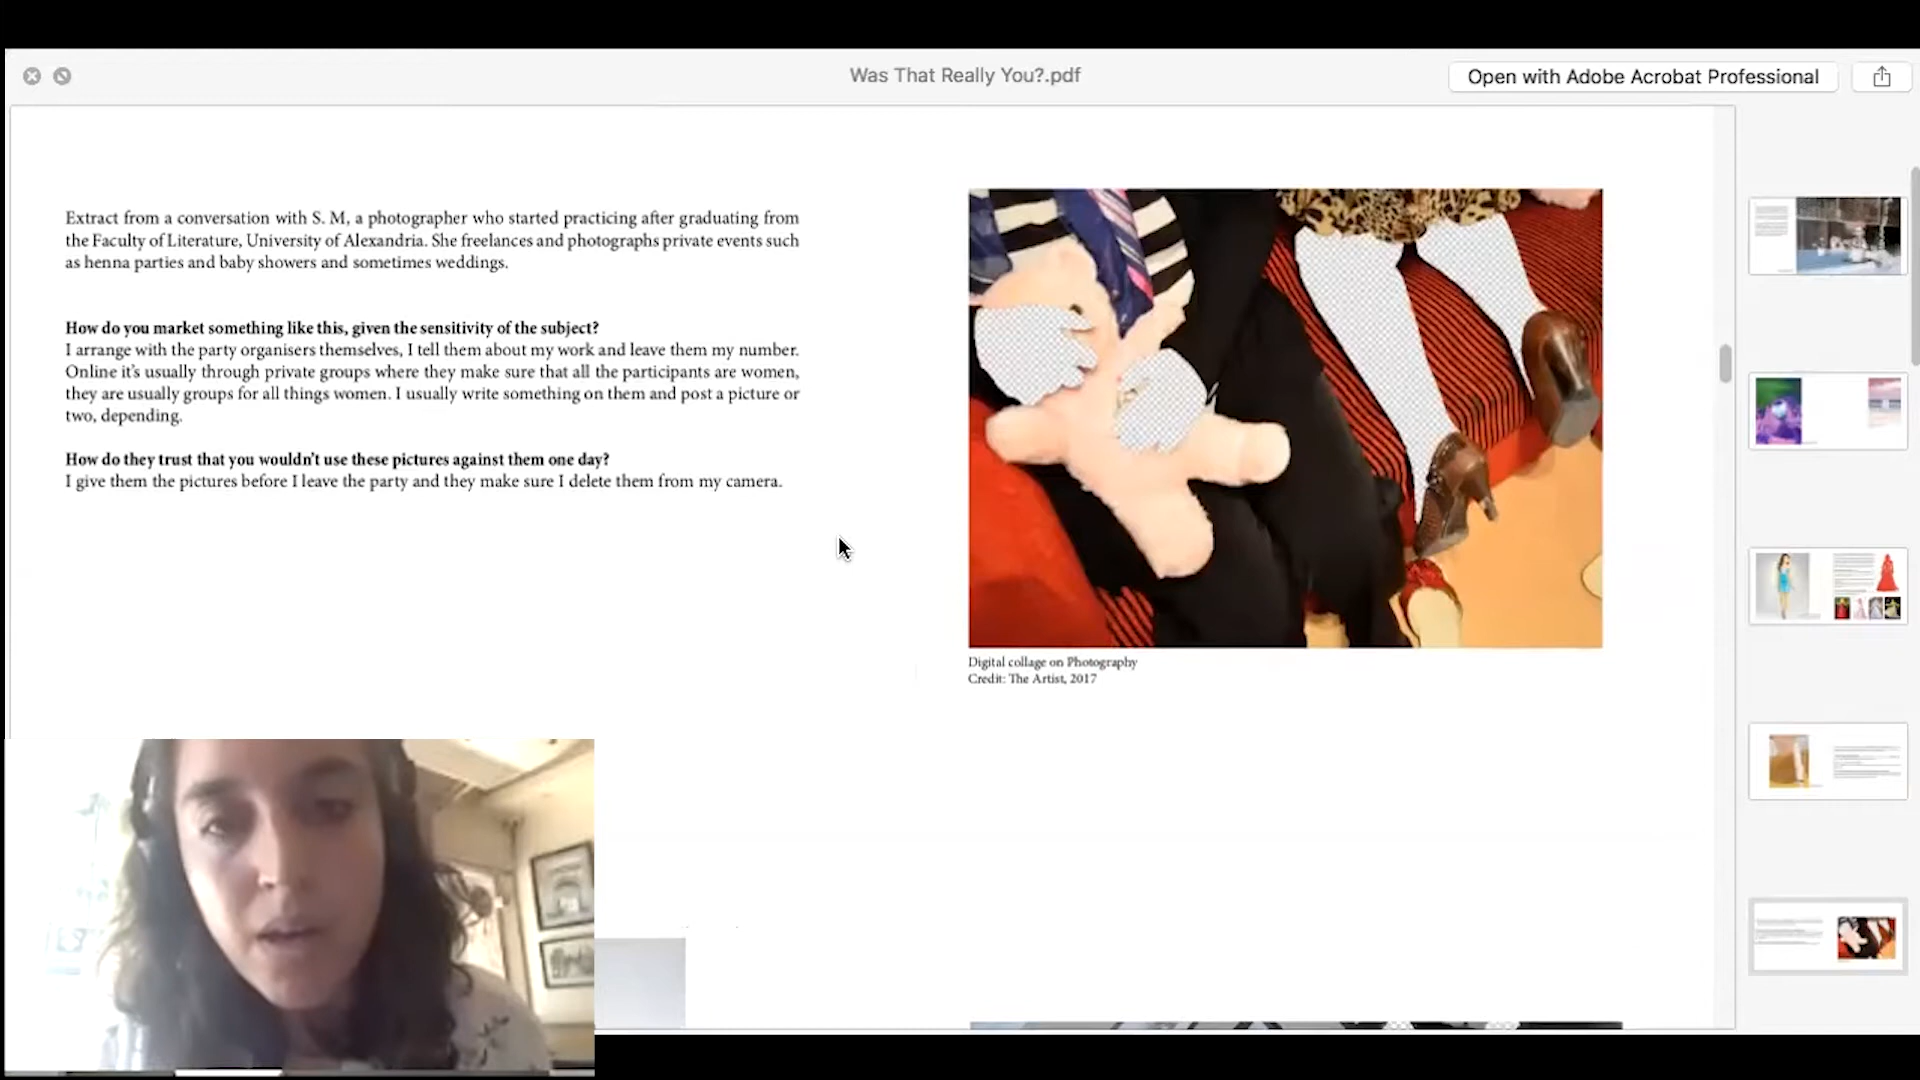 Was That Really You?.pdf
Open with Adobe Acrobat Professional
Extract from a conversation with S. M, a photographer who started practicing after graduating from
the Faculty of Literature, University of Alexandria. She freelances and photographs private events such
as henna parties and baby showers and sometimes weddings.
How do you market something like this, given the sensitivity of the subject?
I arrange with the party organisers themselves, I tell them about my work and leave them my number.
Online it's usually through private groups where they make sure that all the participants are women,
they are usually groups for all things women. I usually write something on them and post a picture or
two, depending.
How do they trust that you wouldn't use these pictures against them one day?
I give them the pictures before I leave the party and they make sure I delete them from my camera.
Digital collage on Photography
Credit: The Artist, 2017